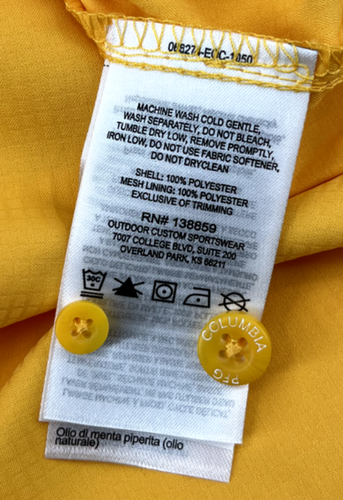 MACHINE WASH COLD GENTLE,
WASH SEPARATELY, DO NOT BLEACH,
TUMBLE DRY LOW, REMOVE PROMPTLY,
IRON LOW, DO NOT USE FABRIC SOFTENER,
DO NOT DRYCLEAN
SHELL: 100% POLYESTER
MESH LINING: 100% POLYESTER
EXCLUSIVE OF TRIMMING
RN# 138859
OUTDOOR CUSTOM SPORTSWEAR
7007 COLLEGE BLVD, SUITE 200
OVERLAND PARK, KS 66211
30C
COLUMBIA
PFG
Olio di menta piperita (olio
naturale)